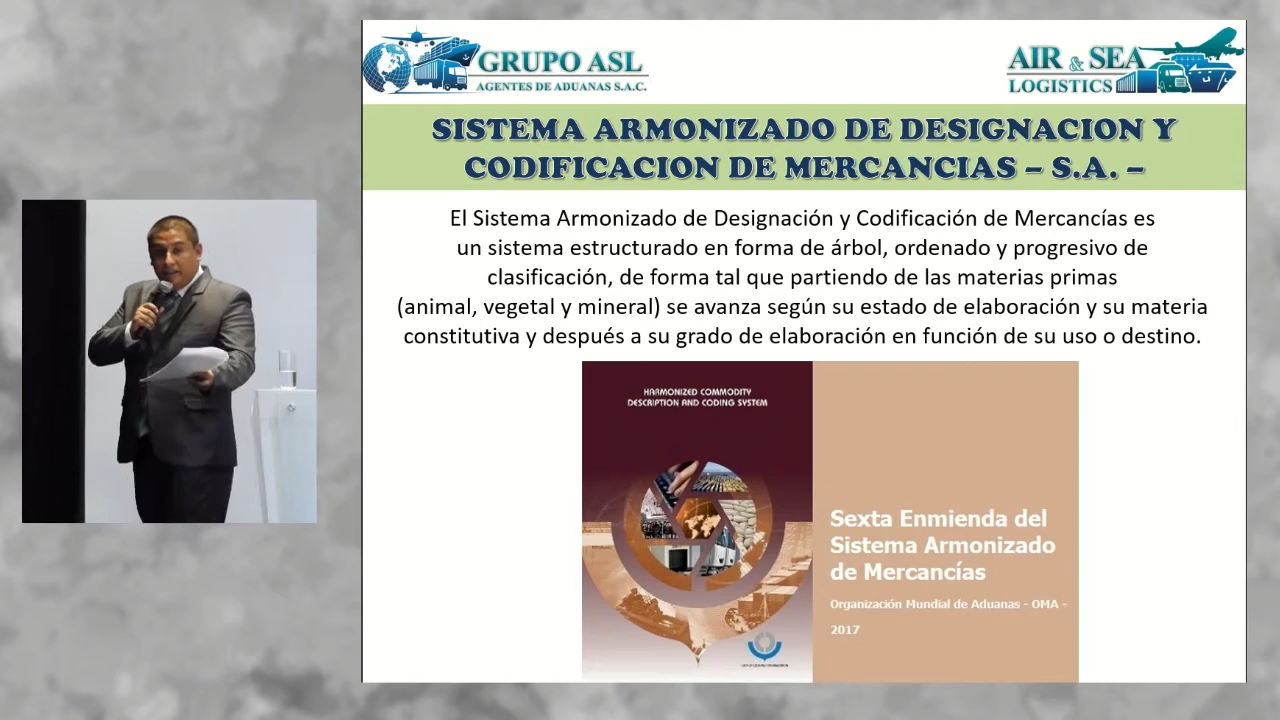 GRUPO ASL
AGENTES DE ADUANAS S.A.C.
AIR & SEA
LOGISTICS
SISTEMA ARMONIZADO DE DESIGNACION Y
CODIFICACION DE MERCANCIAS – S.A. –
El Sistema Armonizado de Designación y Codificación de Mercancías es
un sistema estructurado en forma de árbol, ordenado y progresivo de
clasificación, de forma tal que partiendo de las materias primas
(animal, vegetal y mineral) se avanza según su estado de elaboración y su materia
constitutiva y después a su grado de elaboración en función de su uso o destino.
HARMONIZED COMMODITY
DESCRIPTION AND CODING SYSTEM
Sexta Enmienda del
Sistema Armonizado
de Mercancías
Organización Mundial de Aduanas - OMA -
2017